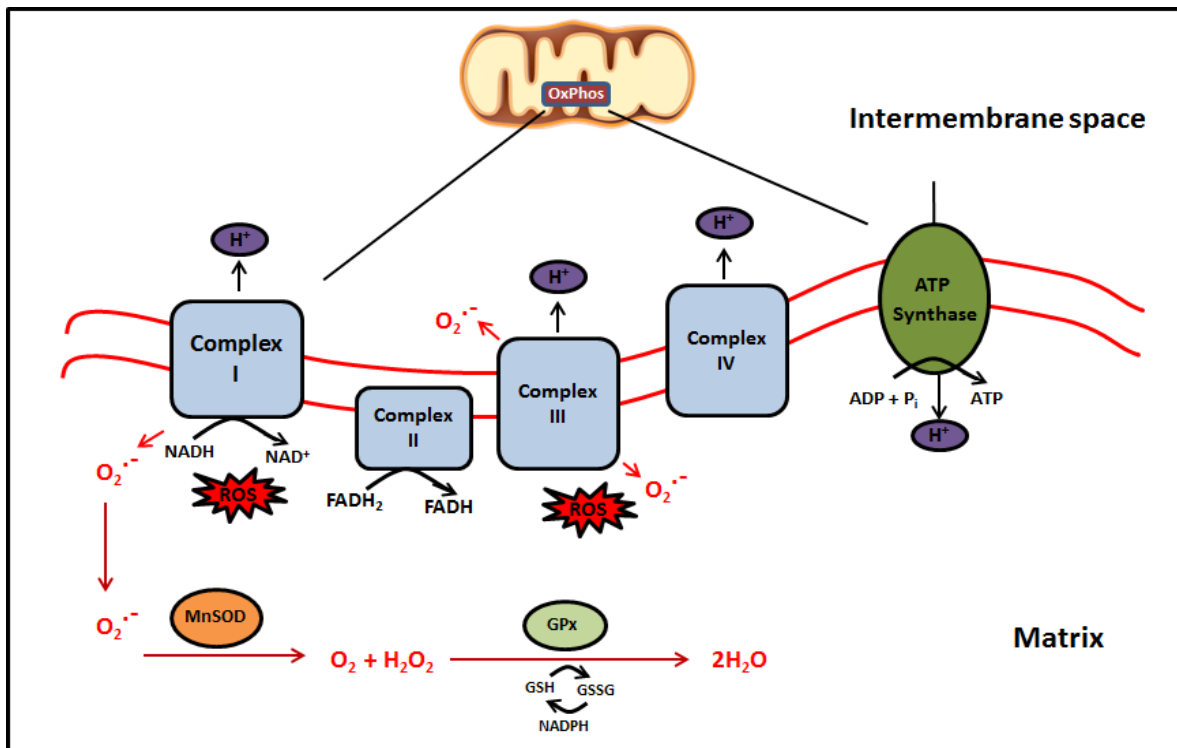 OxPhos
Intermembrane space
H⁺
H⁺
H⁺
Complex
I
Complex
II
Complex
III
Complex
IV
ATP
Synthase
O₂·⁻
NADH
NAD⁺
ROS
O₂·⁻
FADH₂
FADH
ROS
O₂·⁻
ADP + Pᵢ
ATP
H⁺
O₂·⁻
MnSOD
O₂ + H₂O₂
GPx
GSH
GSSG
NADPH
2H₂O
Matrix